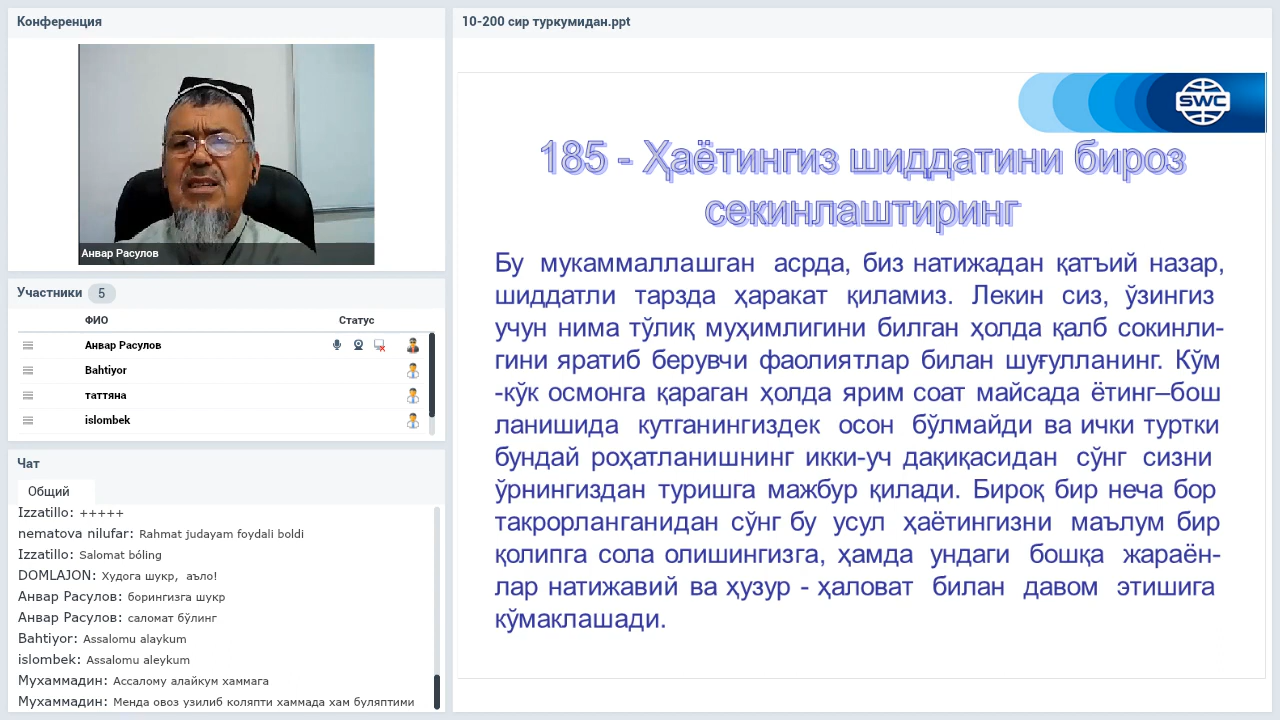 Конференция
Анвар Расулов
Участники 5
ФИО Статус
Анвар Расулов
Bahtiyor
таттяна
islombek
Чат
Общий
Izzatillo: +++++
nematova nilufar: Rahmat judayam foydali boldi
Izzatillo: Salomat bóling
DOMLAJON: Худога шукр, аъло!
Анвар Расулов: борингизга шукр
Анвар Расулов: саломат бўлинг
Bahtiyor: Assalomu alaykum
islombek: Assalomu aleykum
Мухаммадин: Ассалому алайкум хаммага
Мухаммадин: Менда овоз узилиб коляпти хаммада хам буляптими
10-200 сир туркумидан.ppt
SWC
185 - Ҳаётингиз шиддатини бироз
секинлаштиринг
Бу мукаммаллашган асрда, биз натижадан қатъий назар,
шиддатли тарзда ҳаракат қиламиз. Лекин сиз, ўзингиз
учун нима тўлиқ муҳимлигини билган ҳолда қалб сокинли-
гини яратиб берувчи фаолиятлар билан шуғулланинг. Кўм
-кўк осмонга қараган ҳолда ярим соат майсада ётинг–бош
ланишида кутганингиздек осон бўлмайди ва ички туртки
бундай роҳатланишнинг икки-уч дақиқасидан сўнг сизни
ўрнингиздан туришга мажбур қилади. Бироқ бир неча бор
такрорланганидан сўнг бу усул ҳаётингизни маълум бир
қолипга сола олишингизга, ҳамда ундаги бошқа жараён-
лар натижавий ва ҳузур - ҳаловат билан давом этишига
кўмаклашади.